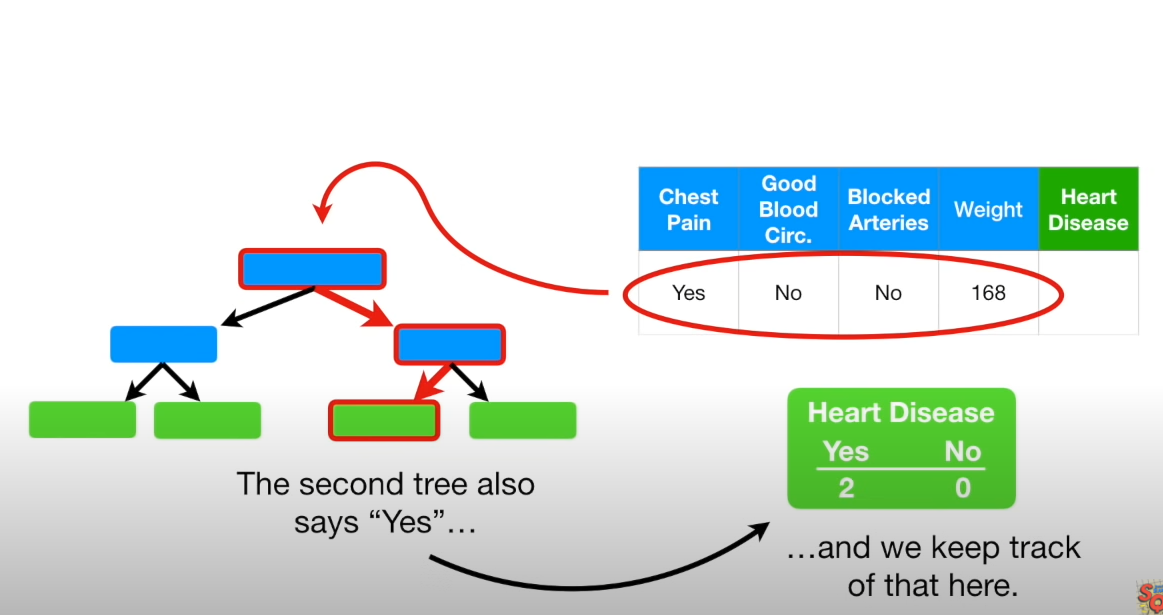 Chest
Pain
Good
Blood
Circ.
Blocked
Arteries
Weight
Heart
Disease
Yes
No
No
168
Heart Disease
Yes No
2 0
The second tree also
says “Yes”…
…and we keep track
of that here.